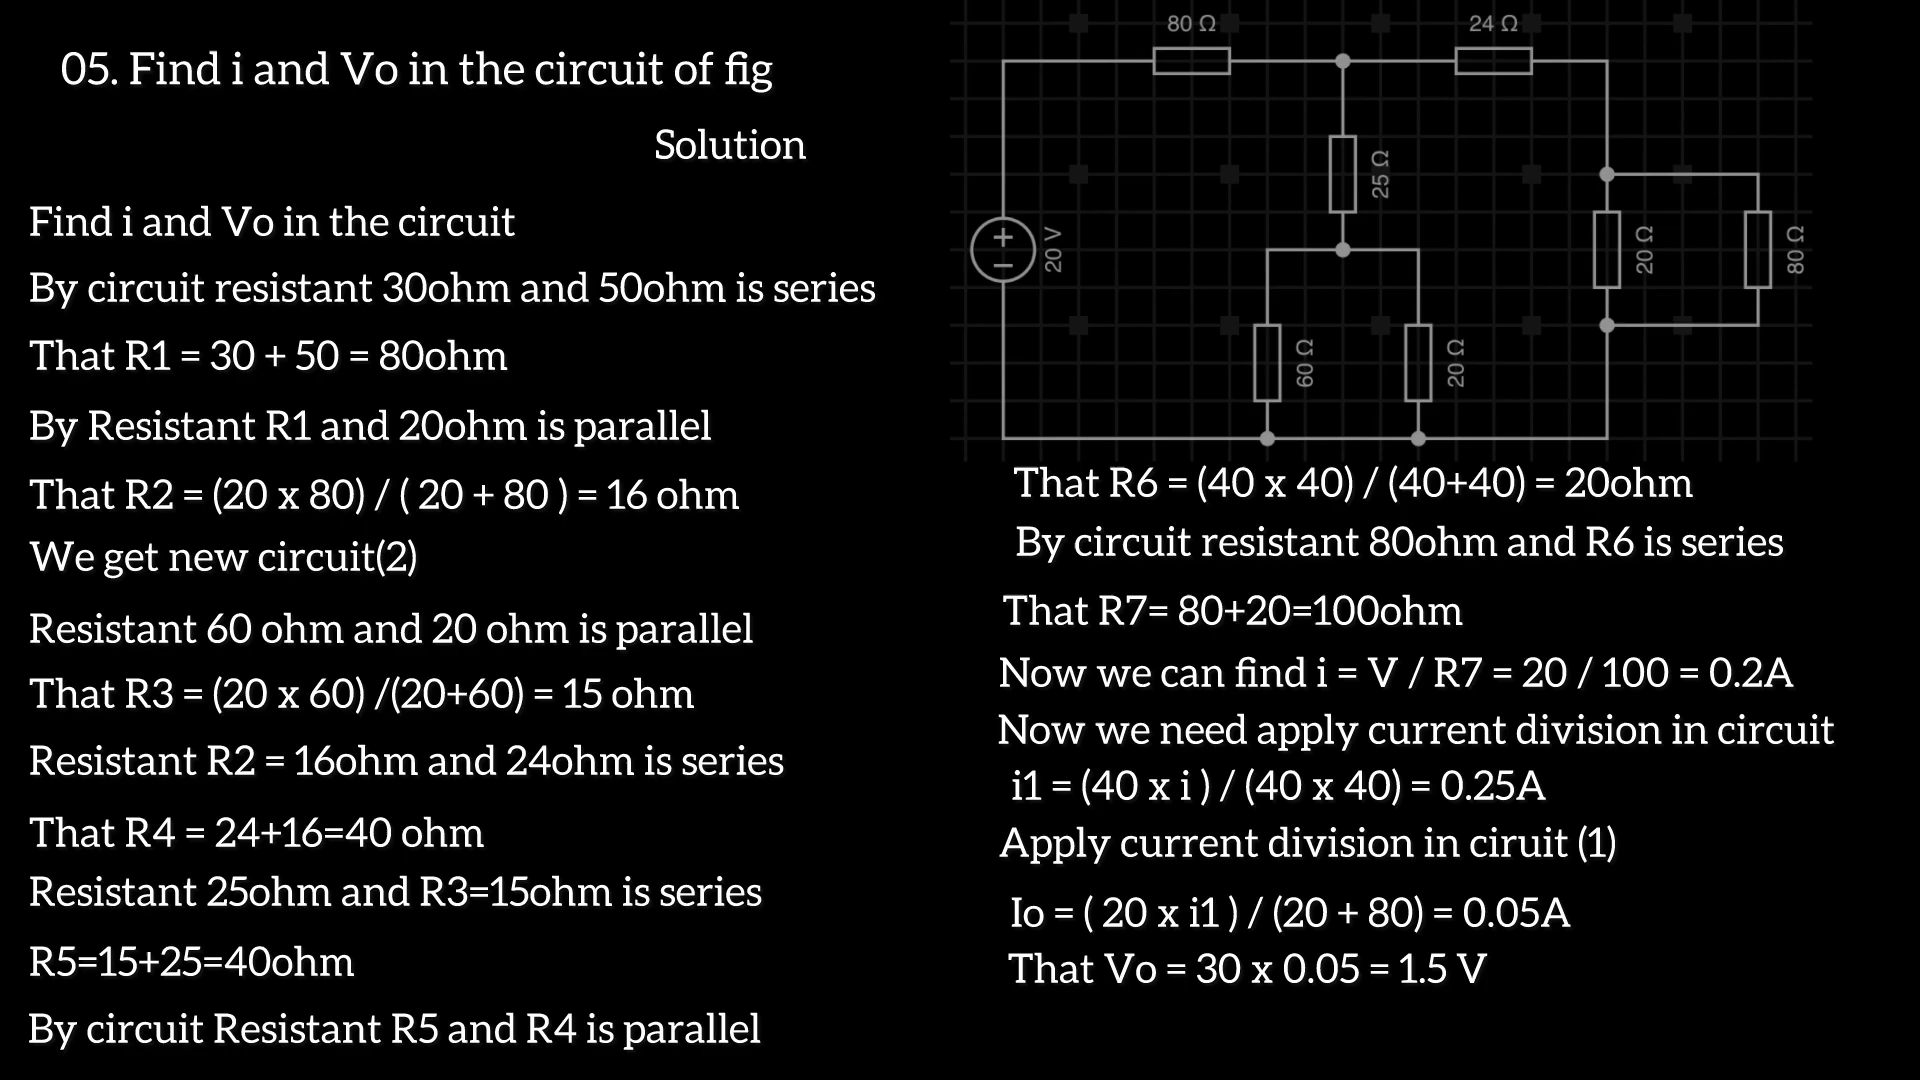 05. Find i and Vo in the circuit of fig
Solution
Find i and Vo in the circuit
By circuit resistant 30ohm and 50ohm is series
That R1 = 30 + 50 = 80ohm
By Resistant R1 and 20ohm is parallel
That R2 = (20 x 80) / ( 20 + 80 ) = 16 ohm
We get new circuit(2)
Resistant 60 ohm and 20 ohm is parallel
That R3 = (20 x 60) /(20+60) = 15 ohm
Resistant R2 = 16ohm and 24ohm is series
That R4 = 24+16=40 ohm
Resistant 25ohm and R3=15ohm is series
R5=15+25=40ohm
By circuit Resistant R5 and R4 is parallel
80 Ω
24 Ω
25 Ω
20 V
20 Ω
80 Ω
60 Ω
20 Ω
That R6 = (40 x 40) / (40+40) = 20ohm
By circuit resistant 80ohm and R6 is series
That R7= 80+20=100ohm
Now we can find i = V / R7 = 20 / 100 = 0.2A
Now we need apply current division in circuit
i1 = (40 x i ) / (40 x 40) = 0.25A
Apply current division in ciruit (1)
Io = ( 20 x i1 ) / (20 + 80) = 0.05A
That Vo = 30 x 0.05 = 1.5 V